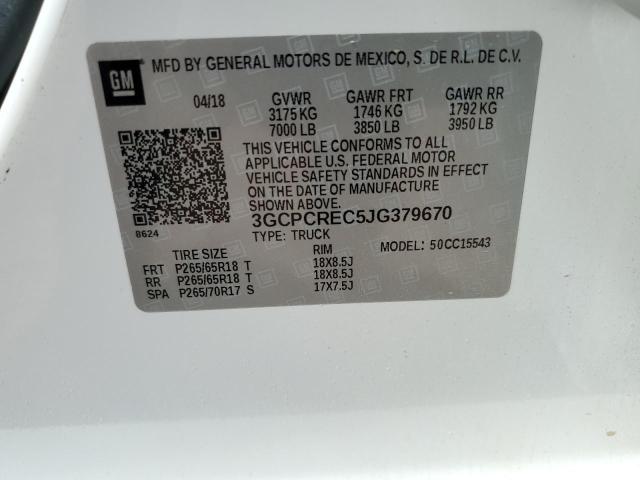 GM
MFD BY GENERAL MOTORS DE MEXICO, S. DE R.L. DE C.V.
04/18 GVWR GAWR FRT GAWR RR
3175 KG 1746 KG 1792 KG
7000 LB 3850 LB 3950 LB
THIS VEHICLE CONFORMS TO ALL
APPLICABLE U.S. FEDERAL MOTOR
VEHICLE SAFETY STANDARDS IN EFFECT
ON THE DATE OF MANUFACTURE
SHOWN ABOVE.
8624
3GCPCREC5JG379670
TYPE: TRUCK MODEL: 50CC15543
TIRE SIZE RIM
FRT P265/65R18 T 18X8.5J
RR P265/65R18 T 18X8.5J
SPA P265/70R17 S 17X7.5J